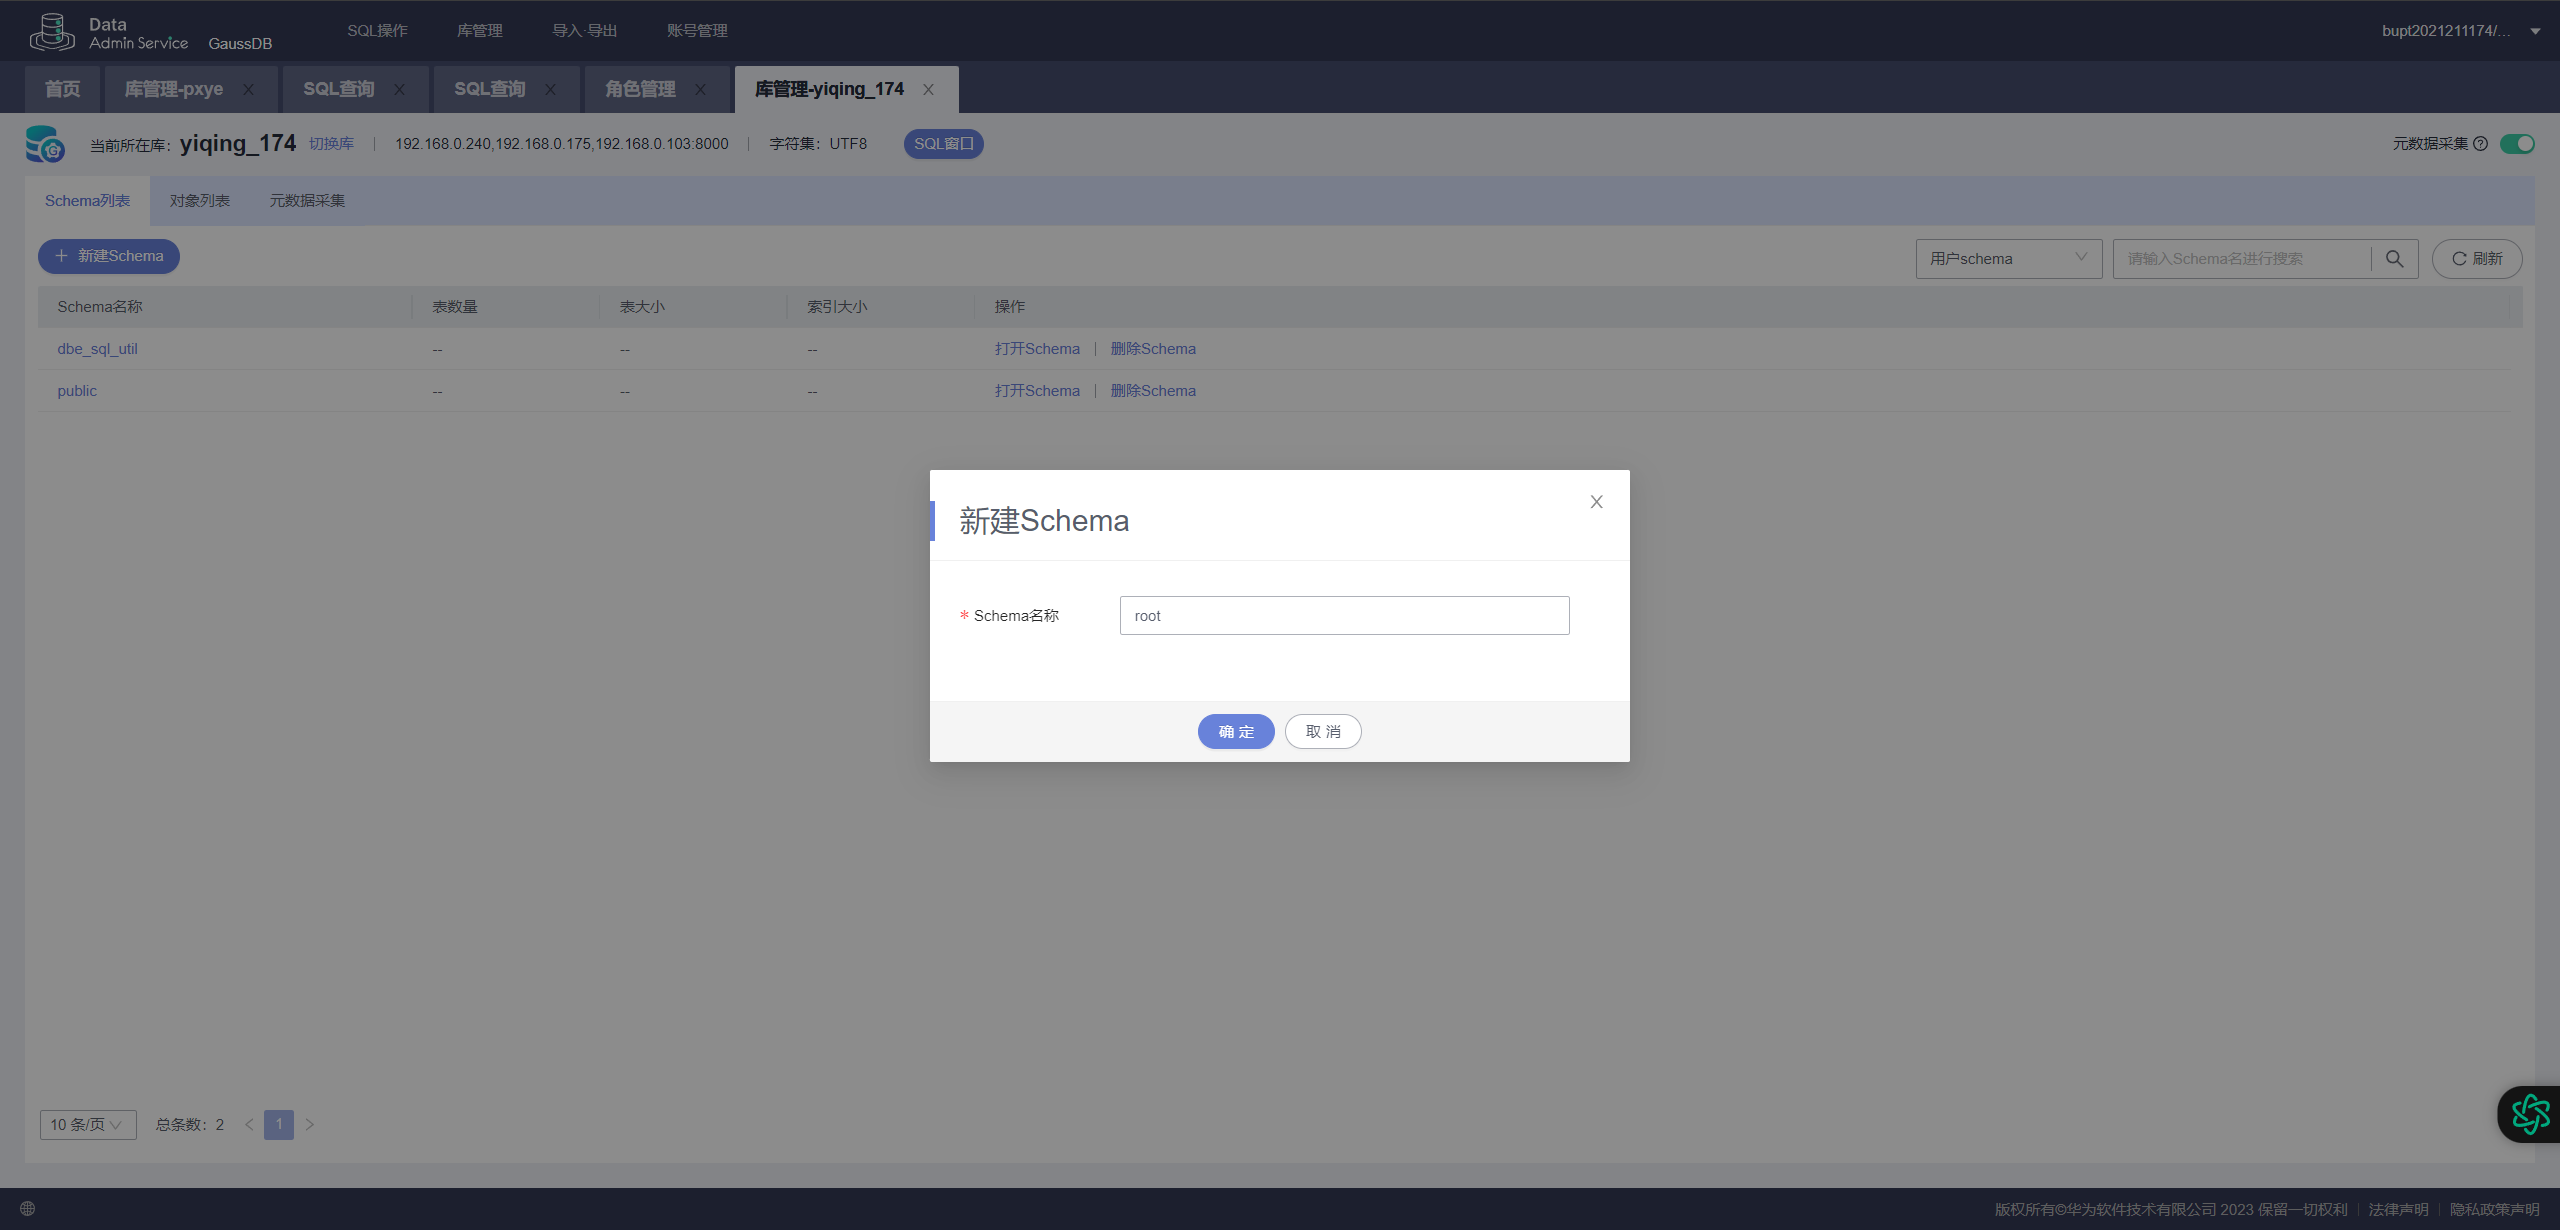 Data
Admin Service GaussDB SQL操作 库管理 导入·导出 账号管理 bupt2021211174/...
首页 库管理-pxye SQL查询 SQL查询 角色管理 库管理-yiqing_174
当前所在库: yiqing_174 切换库 192.168.0.240,192.168.0.175,192.168.0.103:8000 字符集: UTF8 SQL窗口 元数据采集
Schema列表 对象列表 元数据采集
新建Schema 用户schema 请输入Schema名进行搜索 刷新
Schema名称 表数量 表大小 索引大小 操作
dbe_sql_util -- -- -- 打开Schema 删除Schema
public -- -- -- 打开Schema 删除Schema
新建Schema
* Schema名称 root
确 定 取 消
10 条/页 总条数: 2 1
版权所有©华为软件技术有限公司 2023 保留一切权利 法律声明 隐私政策声明